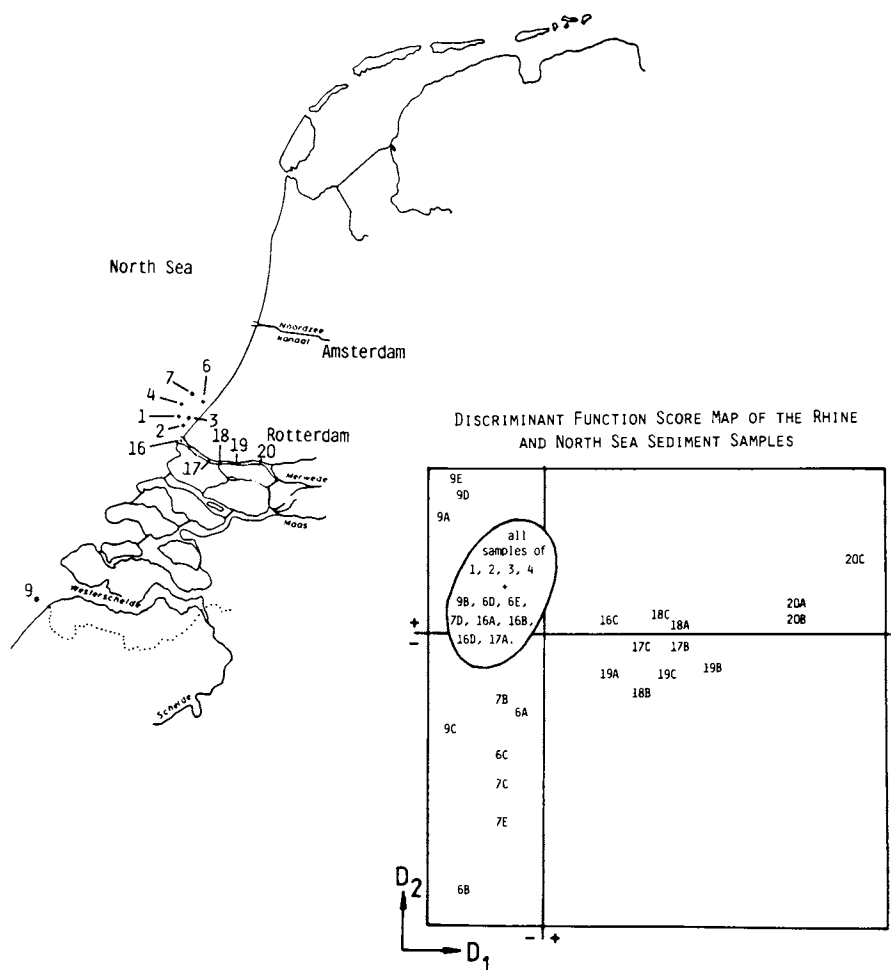 North Sea
Noordzee
kanaal
Amsterdam
7
6
4
1
3
2
16
Rotterdam
18
19
20
17
Merwede
Maas
9
Westerschelde
Schelde
DISCRIMINANT FUNCTION SCORE MAP OF THE RHINE
AND NORTH SEA SEDIMENT SAMPLES
9E
9D
9A
all
samples of
1, 2, 3, 4
+
9B, 6D, 6E,
7D, 16A, 16B,
16D, 17A.
20C
20A
20B
16C
18C
18A
+
-
17C
17B
19A
19C
19B
18B
7B
6A
9C
6C
7C
7E
6B
D2
D1
- +